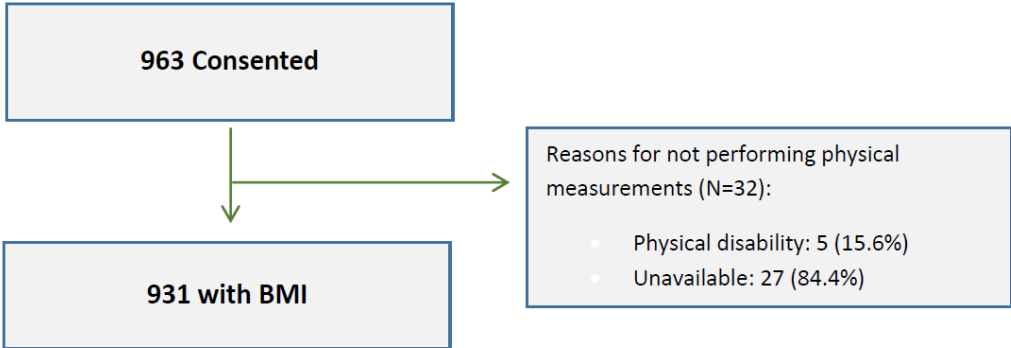 963 Consented
Reasons for not performing physical
measurements (N=32):
Physical disability: 5 (15.6%)
Unavailable: 27 (84.4%)
931 with BMI